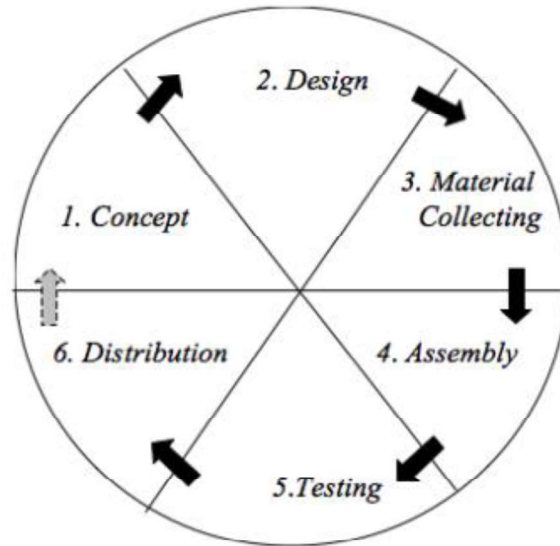 1. Concept
2. Design
3. Material
Collecting
4. Assembly
5.Testing
6. Distribution